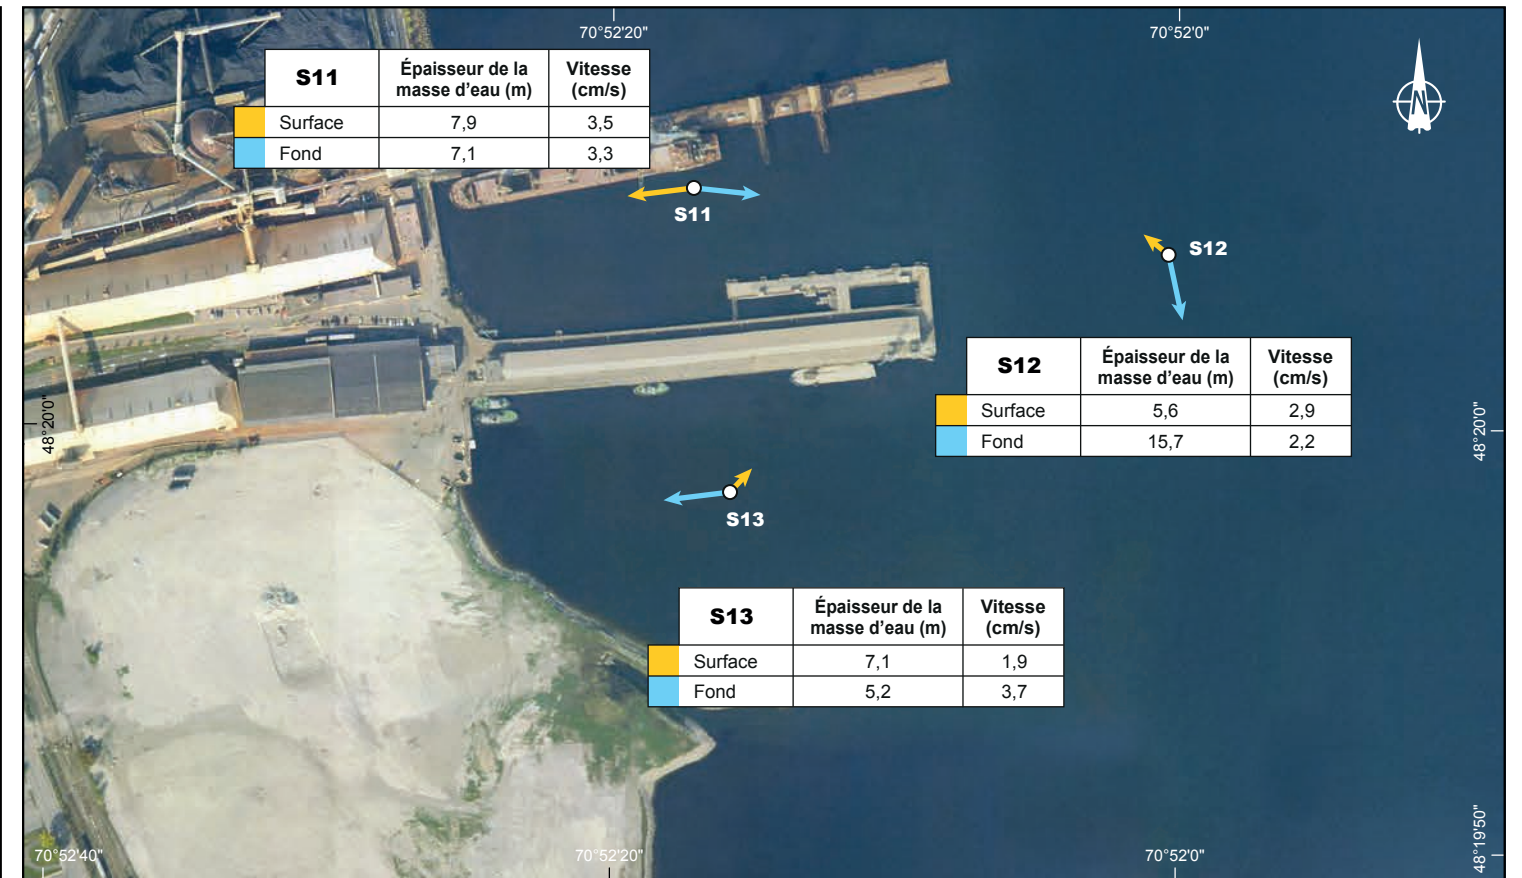 70°52'20"
70°52'0"
N
S11
Épaisseur de la masse d'eau (m)
Vitesse (cm/s)
Surface 7,9 3,5
Fond 7,1 3,3
S11
S12
S12
Épaisseur de la masse d'eau (m)
Vitesse (cm/s)
Surface 5,6 2,9
Fond 15,7 2,2
48°20'0"
48°20'0"
S13
S13
Épaisseur de la masse d'eau (m)
Vitesse (cm/s)
Surface 7,1 1,9
Fond 5,2 3,7
70°52'40"
70°52'20"
70°52'0"
48°19'50"